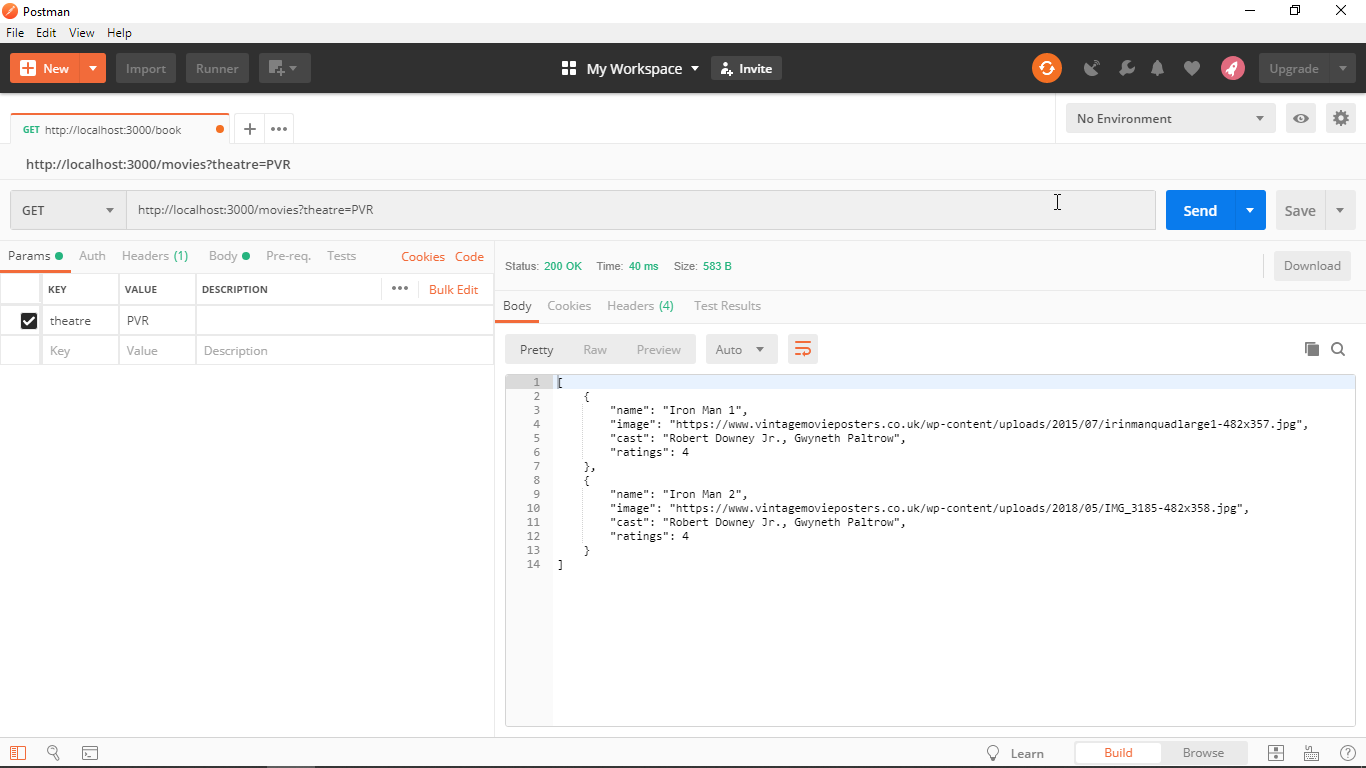 Postman
File Edit View Help
New Import Runner My Workspace Invite Upgrade
GET http://localhost:3000/book No Environment
http://localhost:3000/movies?theatre=PVR
GET http://localhost:3000/movies?theatre=PVR Send Save
Params Auth Headers (1) Body Pre-req. Tests Cookies Code
Status: 200 OK Time: 40 ms Size: 583 B Download
KEY VALUE DESCRIPTION Bulk Edit
theatre PVR
Key Value Description
Body Cookies Headers (4) Test Results
Pretty Raw Preview Auto
1 [
2 {
3 "name": "Iron Man 1",
4 "image": "https://www.vintagemovieposters.co.uk/wp-content/uploads/2015/07/irinmanquadlarge1-482x357.jpg",
5 "cast": "Robert Downey Jr., Gwyneth Paltrow",
6 "ratings": 4
7 },
8 {
9 "name": "Iron Man 2",
10 "image": "https://www.vintagemovieposters.co.uk/wp-content/uploads/2018/05/IMG_3185-482x358.jpg",
11 "cast": "Robert Downey Jr., Gwyneth Paltrow",
12 "ratings": 4
13 }
14 ]
Learn Build Browse